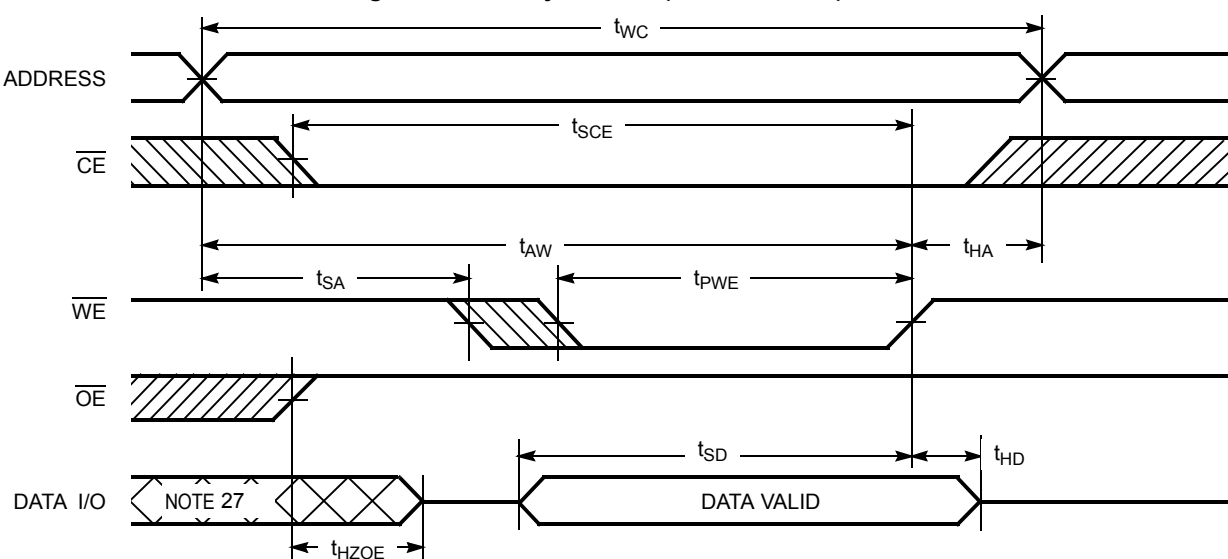 tWC
ADDRESS
tSCE
CE
tAW
tHA
tSA
tPWE
WE
OE
tSD
tHD
DATA I/O
NOTE 27
DATA VALID
tHZOE